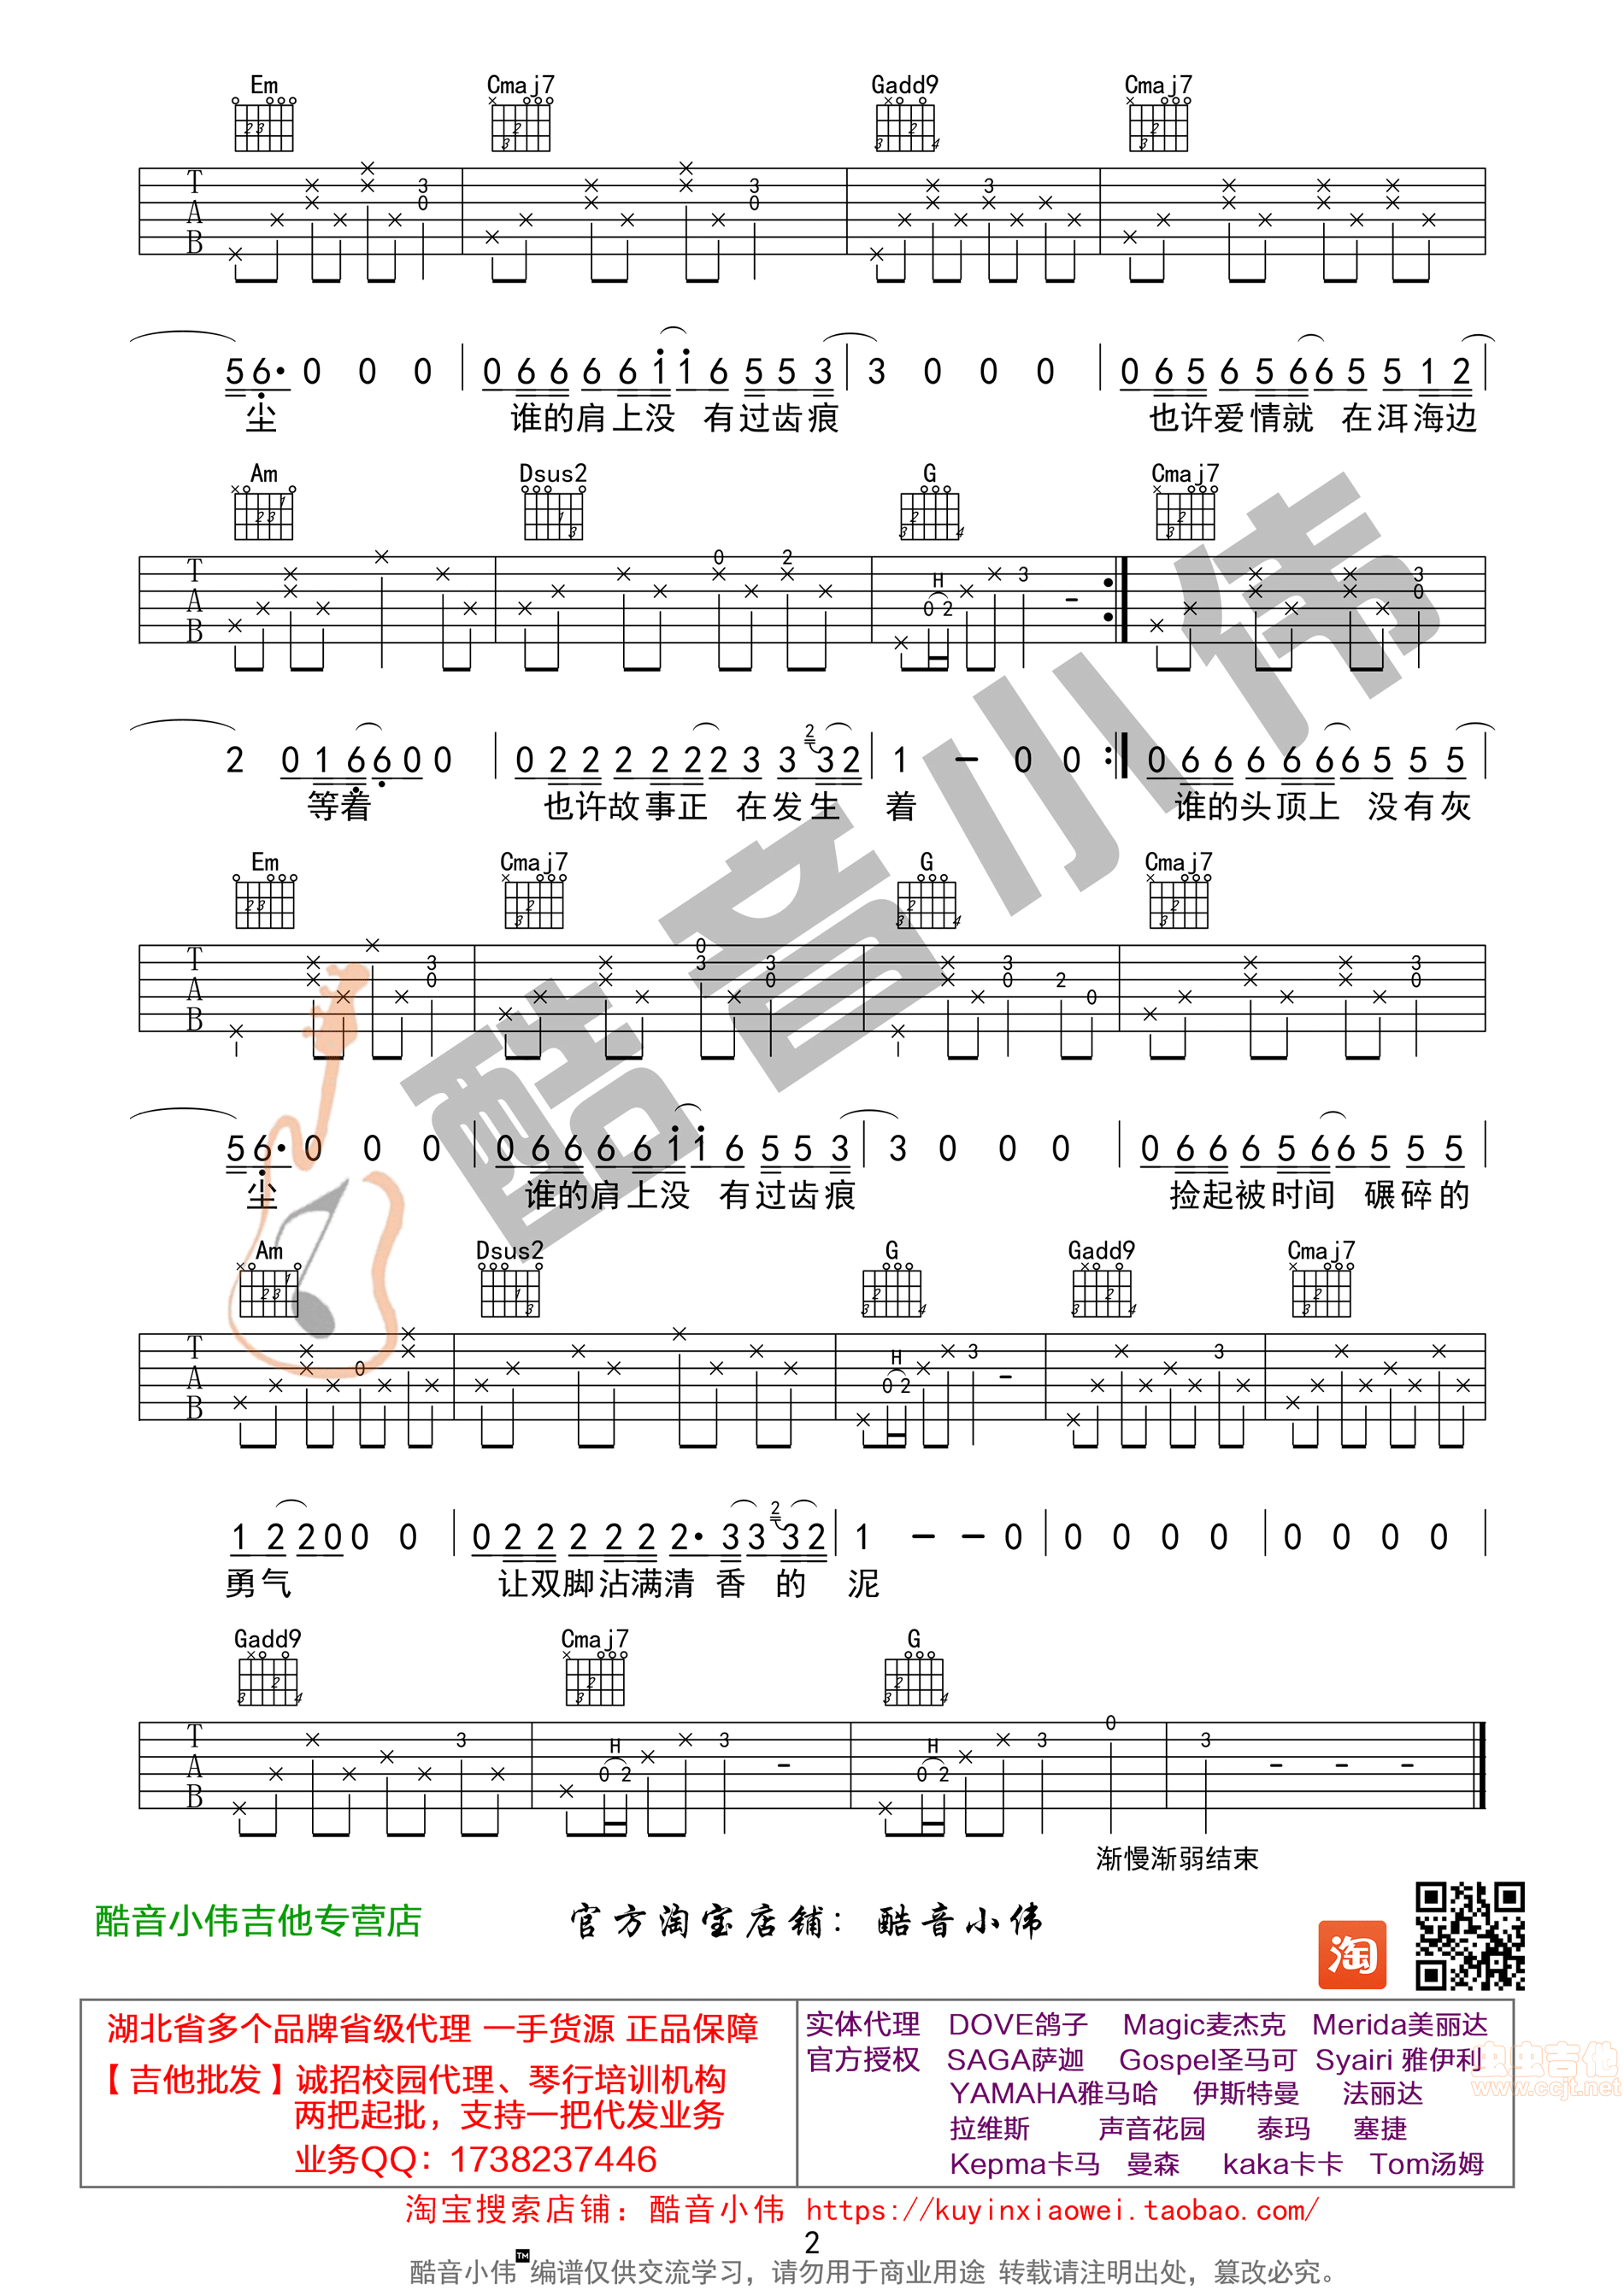 Em Cmaj7 Gadd9 Cmaj7
5 6· 0 0 0 | 0 6 6 6 6 1 1 6 5 5 3 | 3 0 0 0 | 0 6 5 6 5 6 6 5 5 1 2 |
尘 谁的肩上没 有过齿痕 也许爱情就 在洱海边
Am Dsus2 G Cmaj7
2 0 1 6 6 0 0 | 0 2 2 2 2 2 2 3 3 2 3 2 | 1 - 0 0 :| 0 6 6 6 6 6 6 5 5 5 |
等着 也许故事正 在发生 着 谁的头顶上 没有灰
Em Cmaj7 G Cmaj7
5 6· 0 0 0 | 0 6 6 6 6 1 1 6 5 5 3 | 3 0 0 0 | 0 6 6 6 5 6 6 5 5 5 |
尘 谁的肩上没 有过齿痕 捡起被时间 碾碎的
Am Dsus2 G Gadd9 Cmaj7
1 2 2 0 0 0 | 0 2 2 2 2 2 2· 3 3 2 3 2 | 1 - - 0 | 0 0 0 0 | 0 0 0 0 |
勇气 让双脚沾满清 香 的 泥
Gadd9 Cmaj7 G
渐慢渐弱结束
酷音小伟吉他专营店 官方淘宝店铺：酷音小伟
淘
湖北省多个品牌省级代理 一手货源 正品保障
【吉他批发】诚招校园代理、琴行培训机构
两把起批，支持一把代发业务
业务QQ：1738237446
实体代理 DOVE鸽子 Magic麦杰克 Merida美丽达
官方授权 SAGA萨迦 Gospel圣马可 Syairi 雅伊利
YAMAHA雅马哈 伊斯特曼 法丽达
拉维斯 声音花园 泰玛 塞捷
Kepma卡马 曼森 kaka卡卡 Tom汤姆
虫虫吉他
www.ccjt.net
淘宝搜索店铺：酷音小伟 https://kuyinxiaowei.taobao.com/
2
酷音小伟™编谱仅供交流学习，请勿用于商业用途 转载请注明出处，篡改必究。
酷音小伟